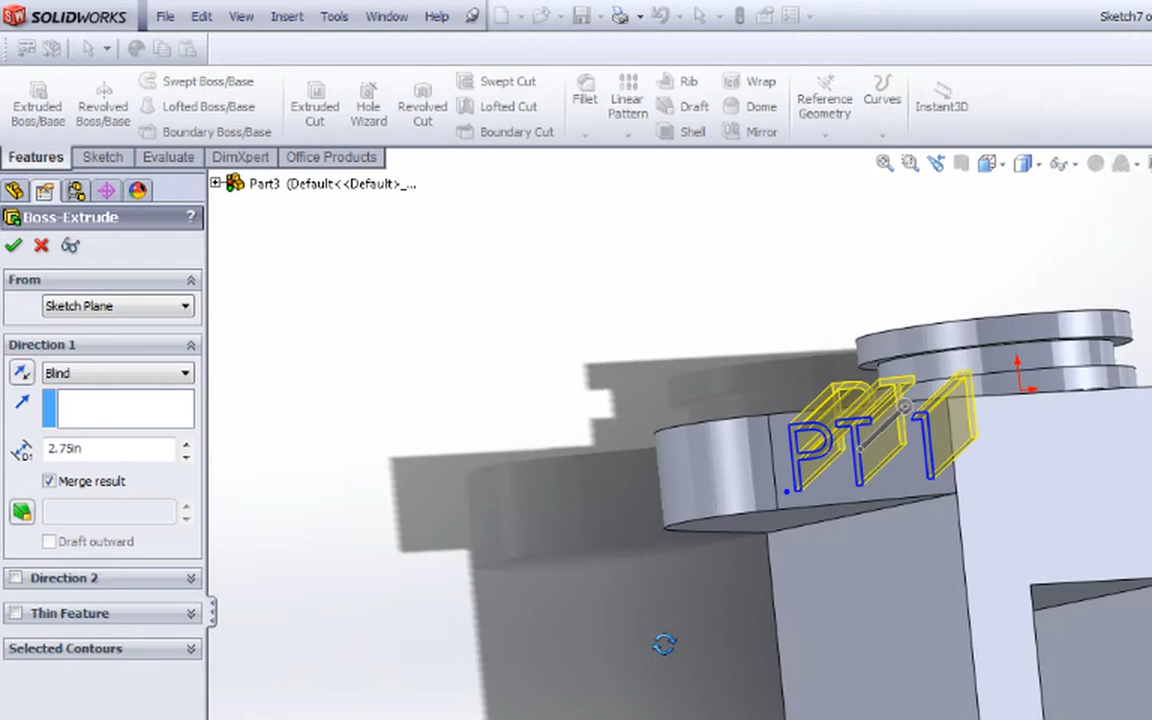 SOLIDWORKS File Edit View Insert Tools Window Help Sketch7 o
Extruded Boss/Base Revolved Boss/Base Swept Boss/Base Lofted Boss/Base Boundary Boss/Base Extruded Cut Hole Wizard Revolved Cut Swept Cut Lofted Cut Boundary Cut Fillet Linear Pattern Rib Draft Shell Wrap Dome Mirror Reference Geometry Curves Instant3D
Features Sketch Evaluate DimXpert Office Products
Part3 (Default<<Default>_...
Boss-Extrude ?
From
Sketch Plane
Direction 1
Blind
D1 2.75in
Merge result
Draft outward
Direction 2
Thin Feature
Selected Contours
PT 1